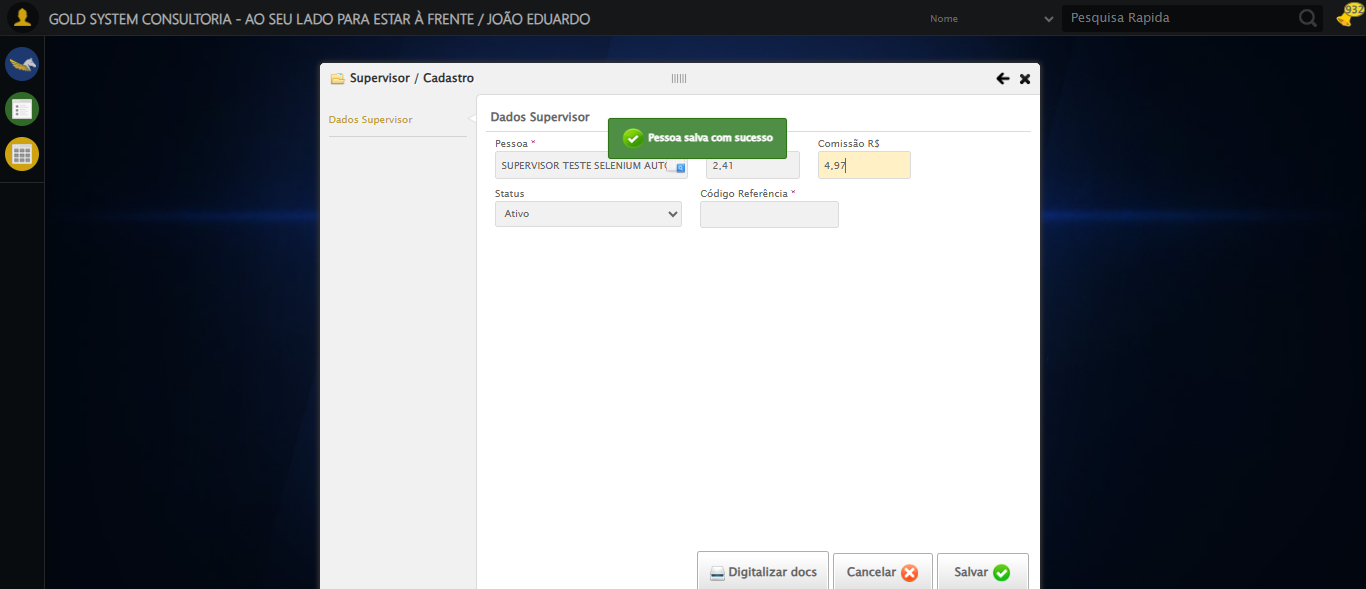 GOLD SYSTEM CONSULTORIA - AO SEU LADO PARA ESTAR À FRENTE / JOÃO EDUARDO
Nome
Pesquisa Rapida
932
Supervisor / Cadastro
Dados Supervisor
Dados Supervisor
Pessoa salva com sucesso
Pessoa *
Comissão R$
SUPERVISOR TESTE SELENIUM
2,41
4,97
Status
Código Referência *
Ativo
Digitalizar docs
Cancelar
Salvar